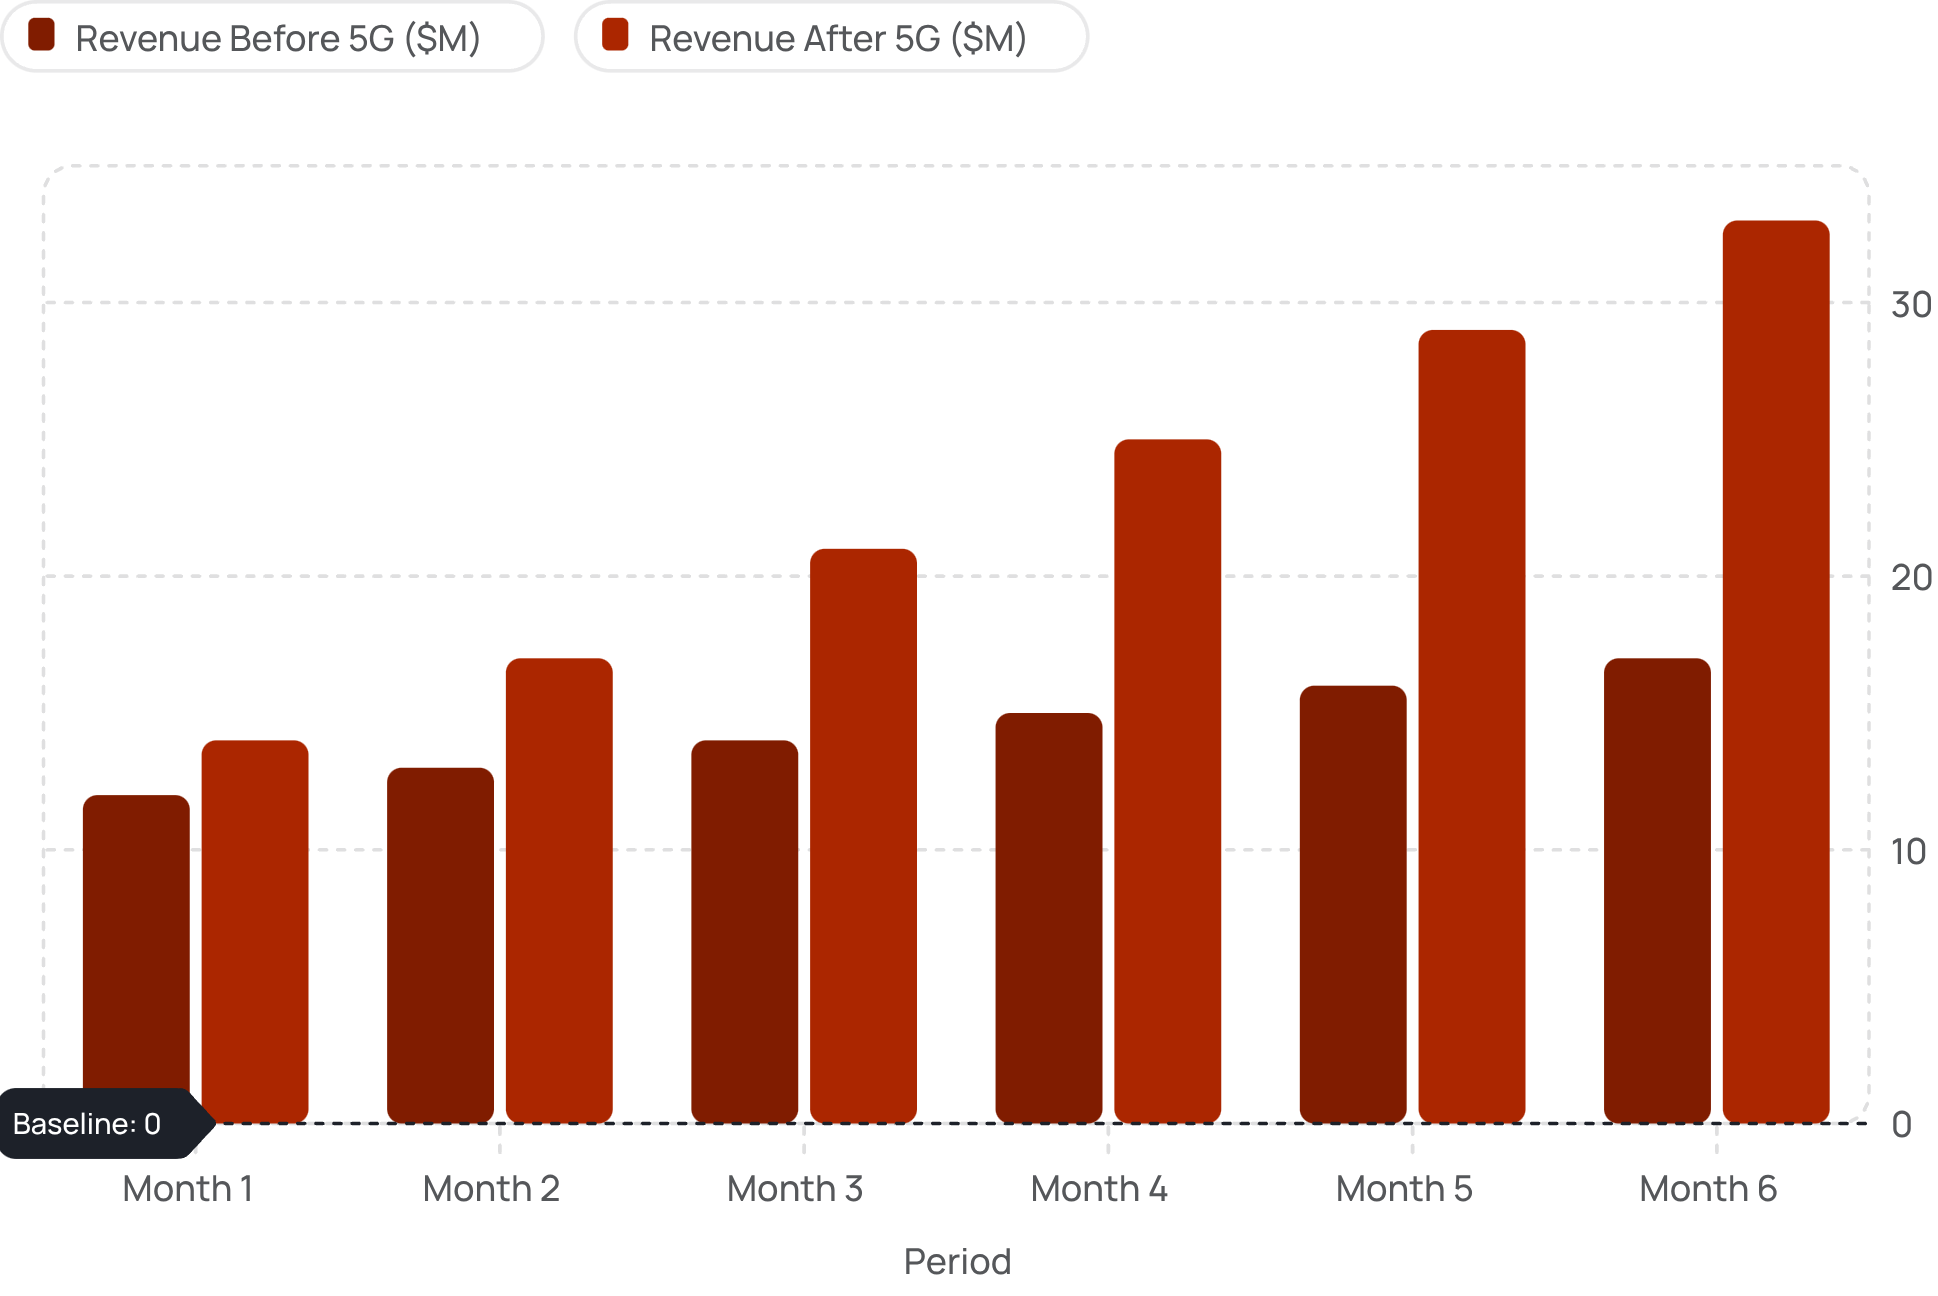 Revenue Before 5G ($M)
Revenue After 5G ($M)
30
20
10
0
Baseline: 0
Month 1
Month 2
Month 3
Month 4
Month 5
Month 6
Period